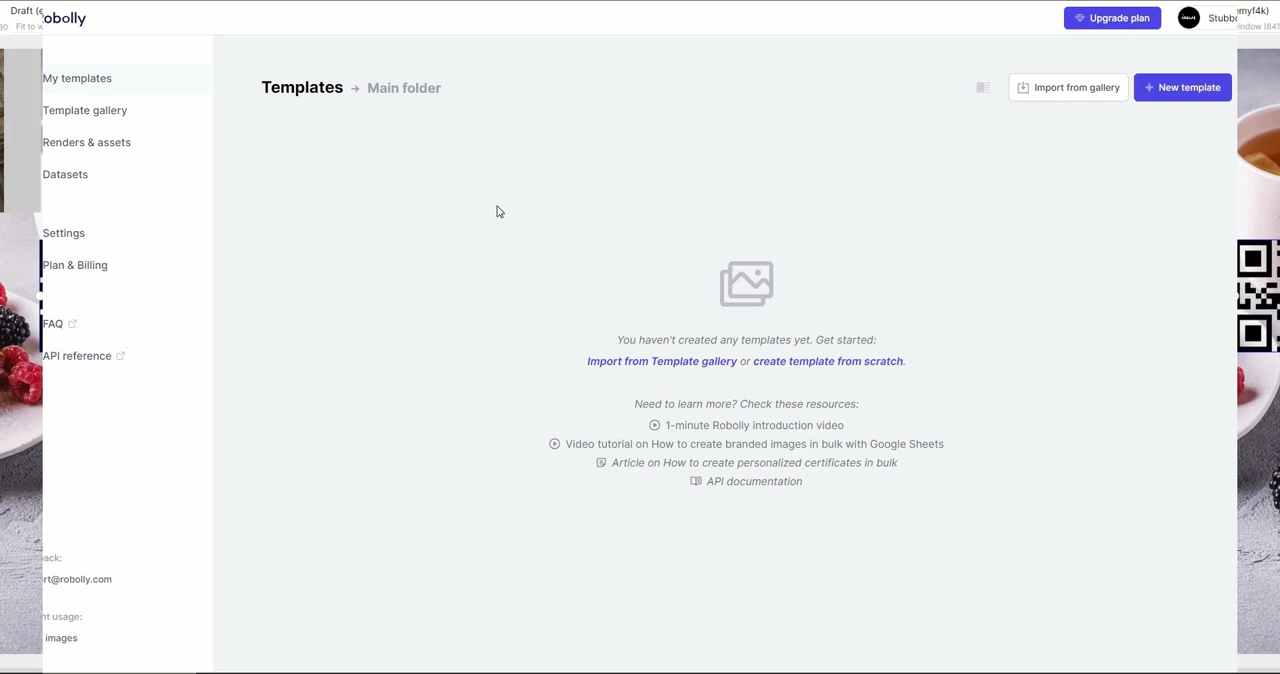 Draft (e
obolly
Upgrade plan
Stubbo
emyf4k)
30 Fit to w
window (84%
My templates
Template gallery
Renders & assets
Datasets
Settings
Plan & Billing
FAQ
API reference
Templates → Main folder
Import from gallery
+ New template
You haven't created any templates yet. Get started:
Import from Template gallery or create template from scratch.
Need to learn more? Check these resources:
1-minute Robolly introduction video
Video tutorial on How to create branded images in bulk with Google Sheets
Article on How to create personalized certificates in bulk
API documentation
ack:
rt@robolly.com
nt usage:
images